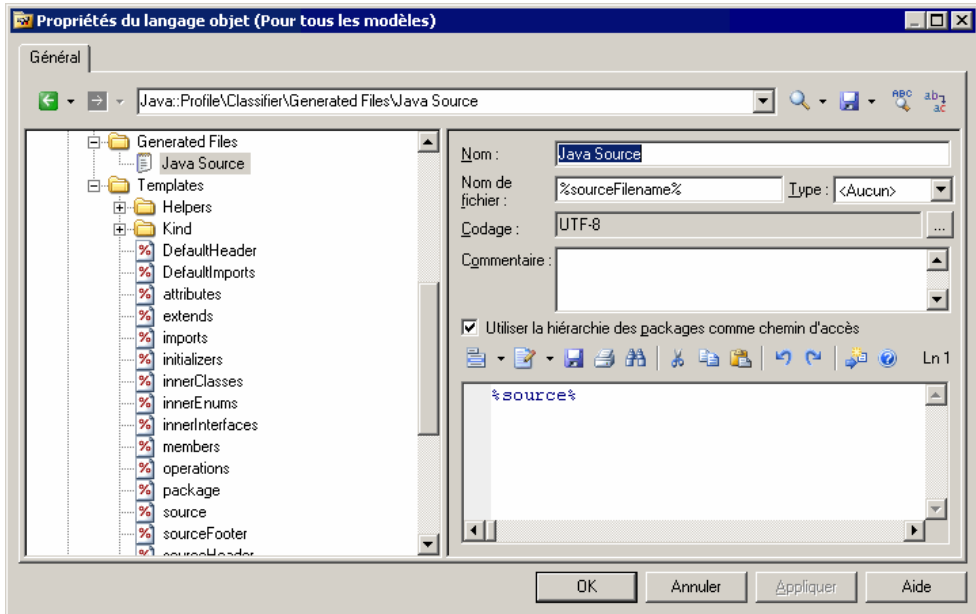 Propriétés du langage objet (Pour tous les modèles)
Général
Java::Profile\Classifier\Generated Files\Java Source
Generated Files
Java Source
Templates
Helpers
Kind
DefaultHeader
DefaultImports
attributes
extends
imports
initializers
innerClasses
innerEnums
innerInterfaces
members
operations
package
source
sourceFooter
sourceHeader
Nom : Java Source
Nom de fichier : %sourceFilename% Type : <Aucun>
Codage : UTF-8 ...
Commentaire :
Utiliser la hiérarchie des packages comme chemin d'accès
Ln 1
%source%
OK Annuler Appliquer Aide